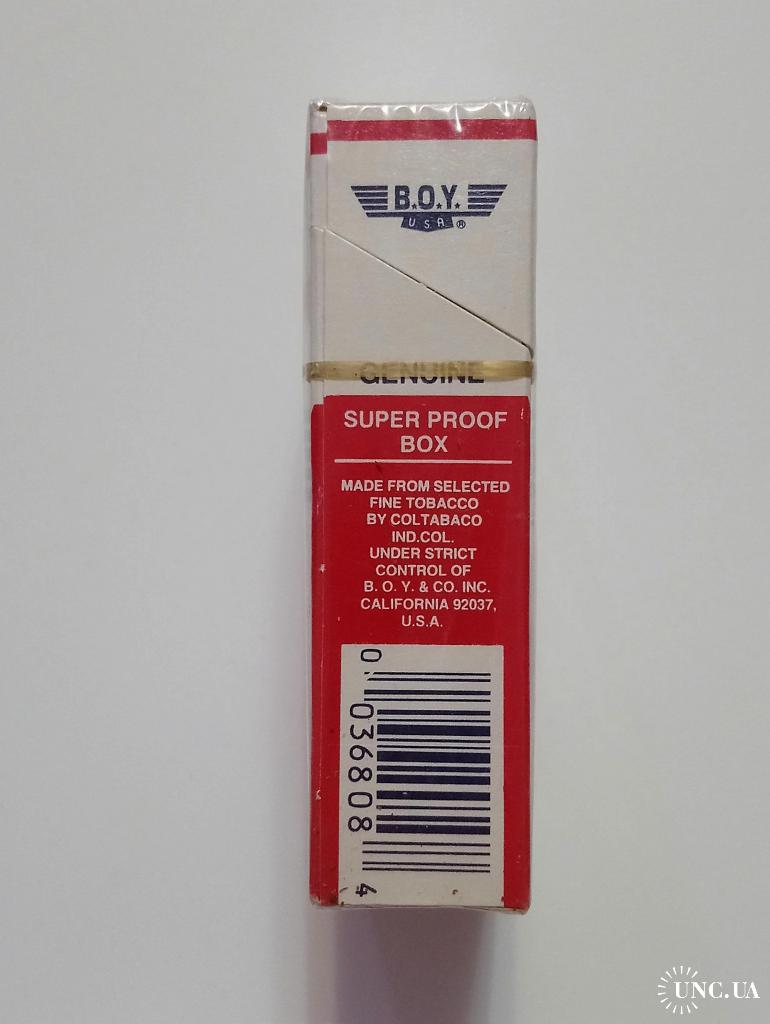 B.O.Y.
U.S.A ®
GENUINE
SUPER PROOF
BOX
MADE FROM SELECTED
FINE TOBACCO
BY COLTABACO
IND.COL.
UNDER STRICT
CONTROL OF
B. O. Y. & CO. INC.
CALIFORNIA 92037,
U.S.A.
0
036808
4
UNC.UA